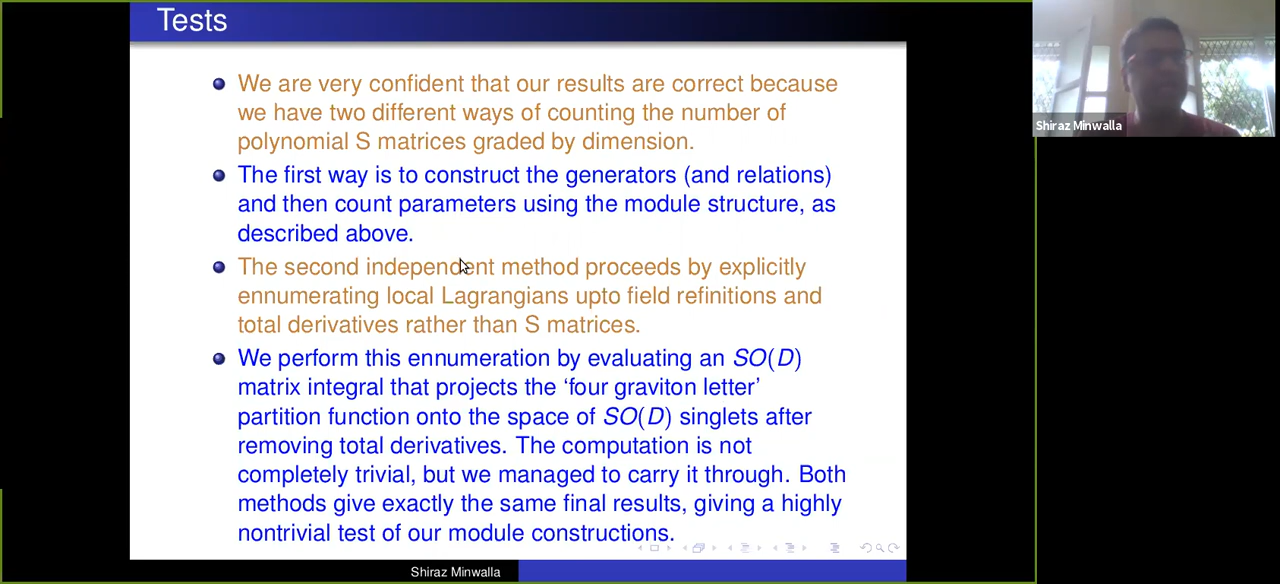 Tests
We are very confident that our results are correct because
we have two different ways of counting the number of
polynomial S matrices graded by dimension.
The first way is to construct the generators (and relations)
and then count parameters using the module structure, as
described above.
The second independent method proceeds by explicitly
ennumerating local Lagrangians upto field refinitions and
total derivatives rather than S matrices.
We perform this ennumeration by evaluating an SO(D)
matrix integral that projects the ‘four graviton letter’
partition function onto the space of SO(D) singlets after
removing total derivatives. The computation is not
completely trivial, but we managed to carry it through. Both
methods give exactly the same final results, giving a highly
nontrivial test of our module constructions.
Shiraz Minwalla
Shiraz Minwalla